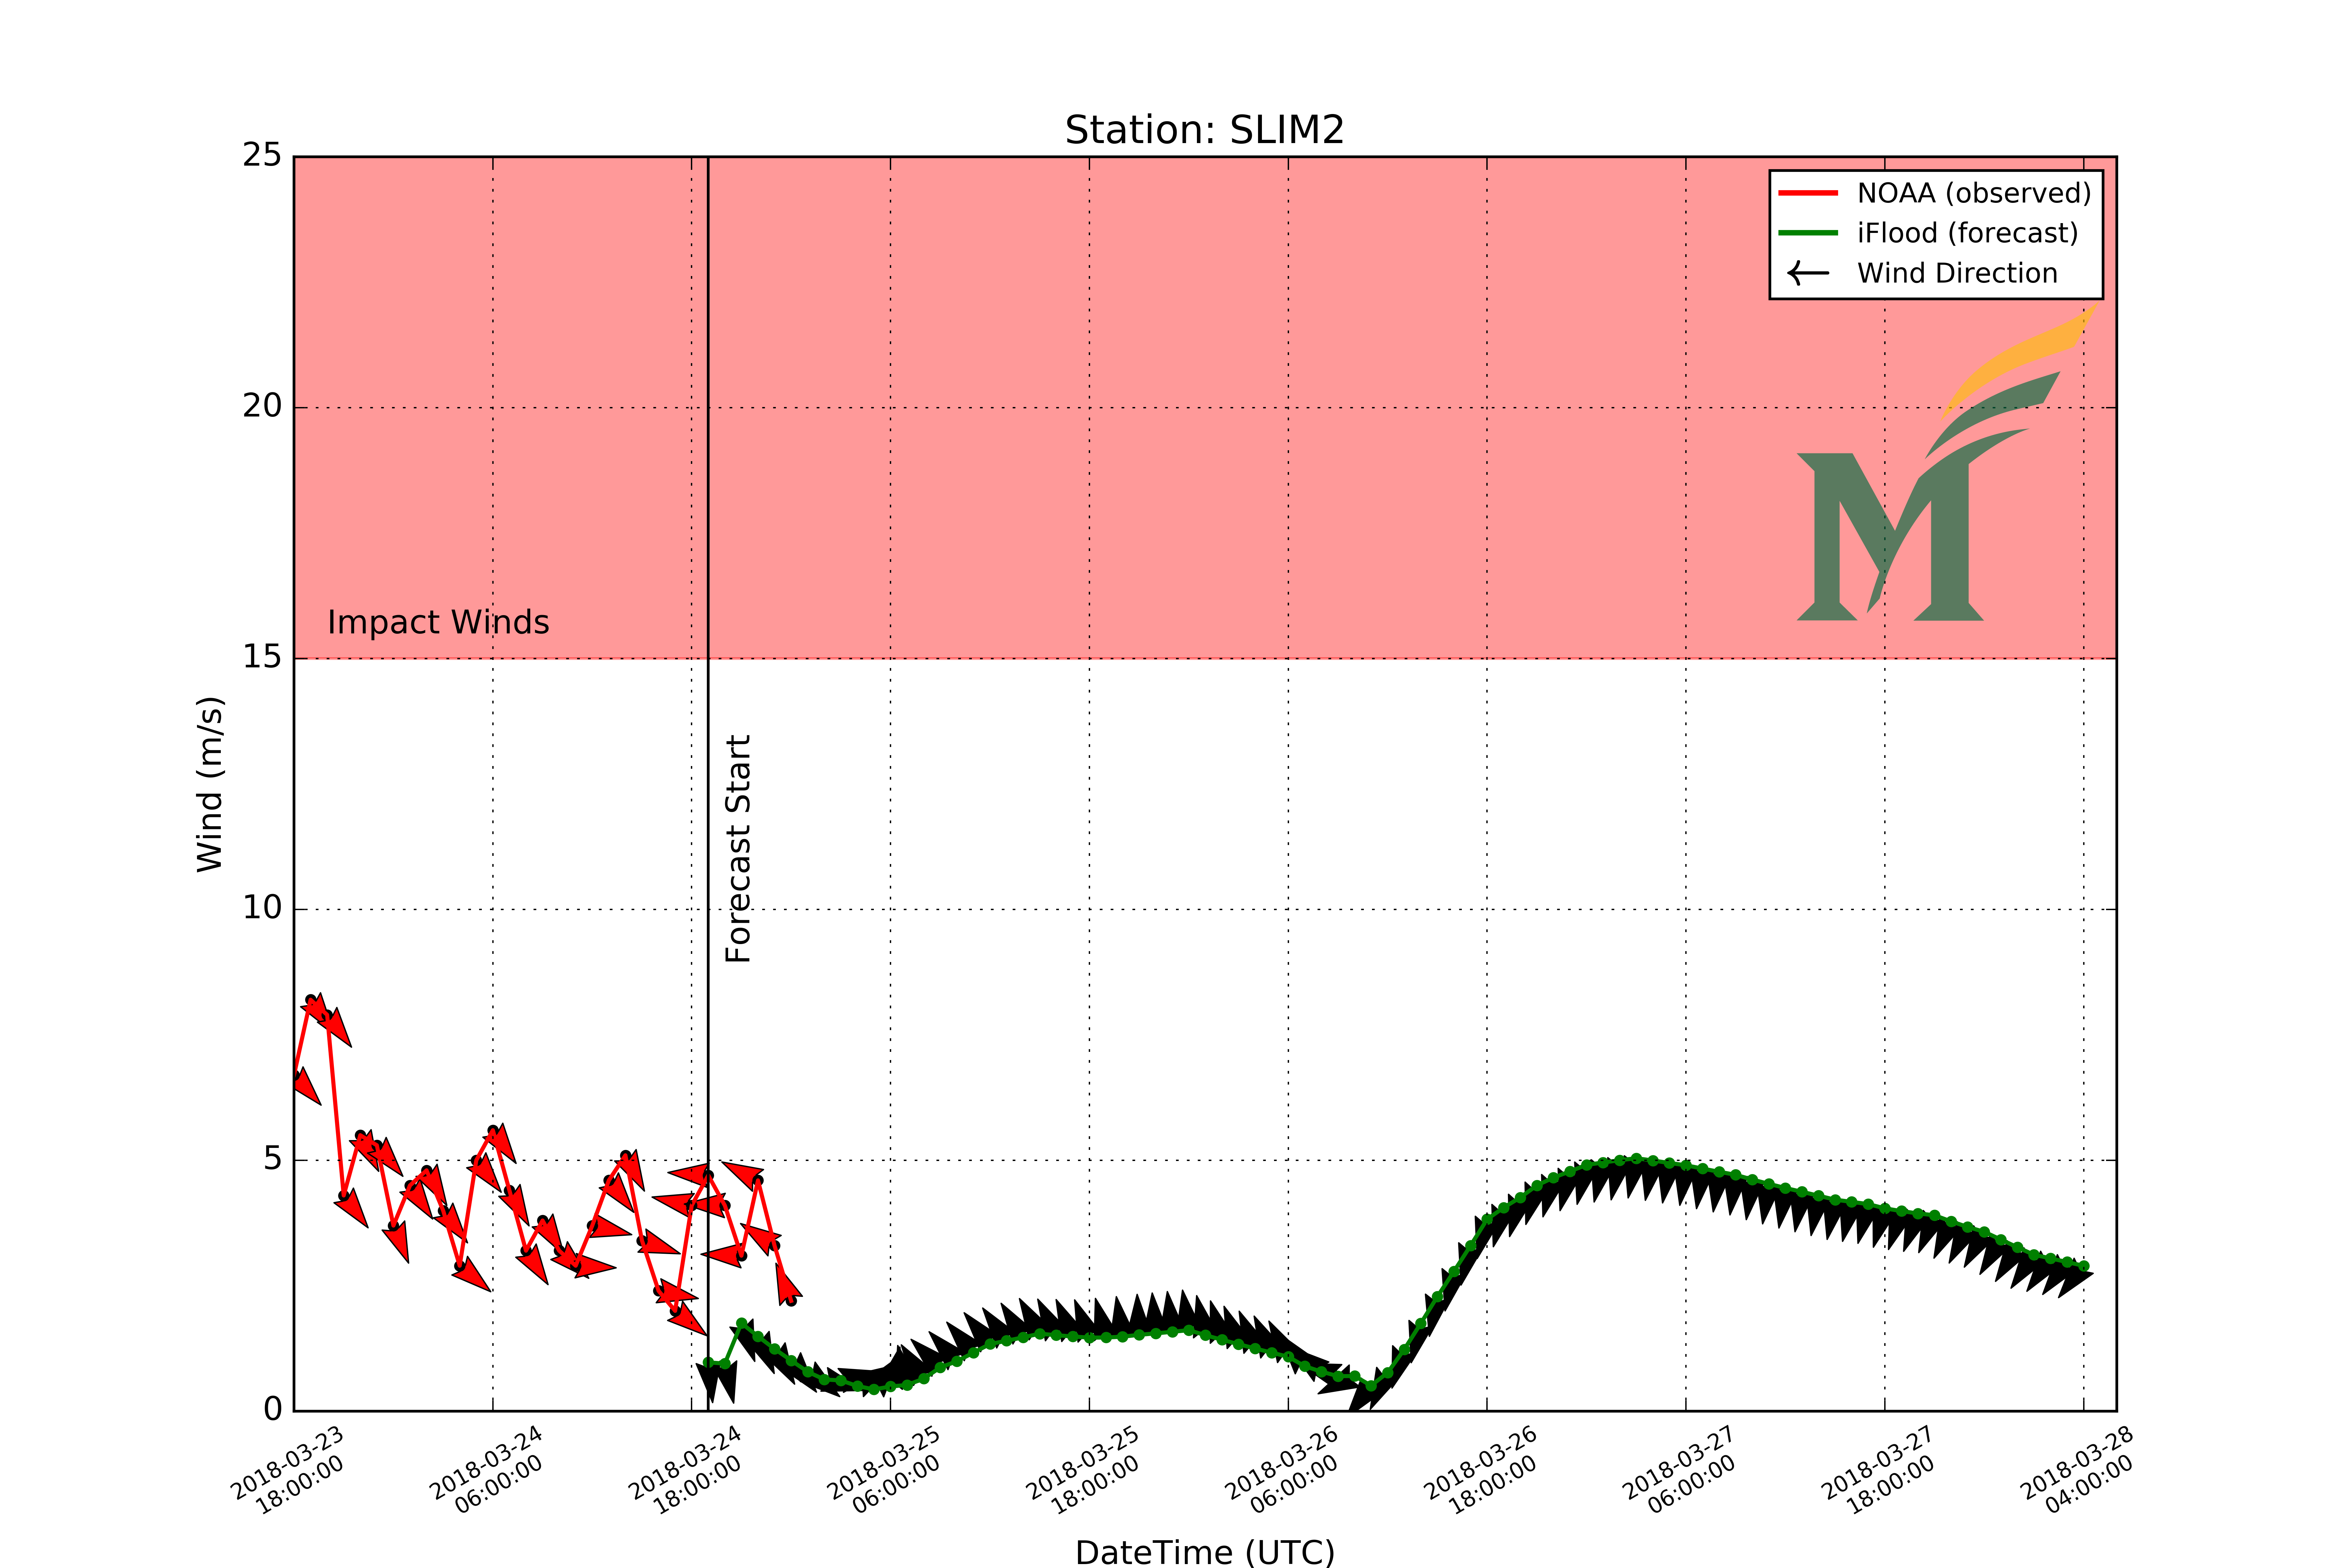 Station: SLIM2
25
20
15
10
5
0
Wind (m/s)
NOAA (observed)
iFlood (forecast)
Wind Direction
M
Impact Winds
Forecast Start
2018-03-23
18:00:00
2018-03-24
06:00:00
2018-03-24
18:00:00
2018-03-25
06:00:00
2018-03-25
18:00:00
2018-03-26
06:00:00
2018-03-26
18:00:00
2018-03-27
06:00:00
2018-03-27
18:00:00
2018-03-28
04:00:00
DateTime (UTC)